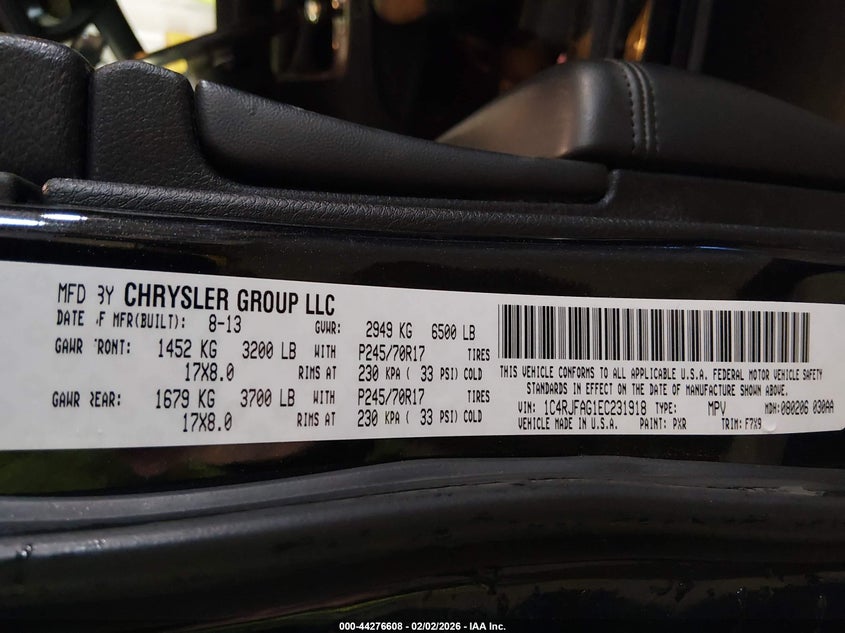 MFD BY CHRYSLER GROUP LLC
DATE OF MFR(BUILT): 8-13 GVWR: 2949 KG 6500 LB
GAWR FRONT: 1452 KG 3200 LB WITH P245/70R17 TIRES
17X8.0 RIMS AT 230 KPA ( 33 PSI) COLD
GAWR REAR: 1679 KG 3700 LB WITH P245/70R17 TIRES
17X8.0 RIMS AT 230 KPA ( 33 PSI) COLD
THIS VEHICLE CONFORMS TO ALL APPLICABLE U.S.A. FEDERAL MOTOR VEHICLE SAFETY
STANDARDS IN EFFECT ON THE DATE OF MANUFACTURE SHOWN ABOVE.
VIN: 1C4RJFAG1EC231918 TYPE: MPV MDH: 080206 030AA
VEHICLE MADE IN U.S.A. PAINT: PXR TRIM: F7X9
000-44276608 - 02/02/2026 - IAA Inc.